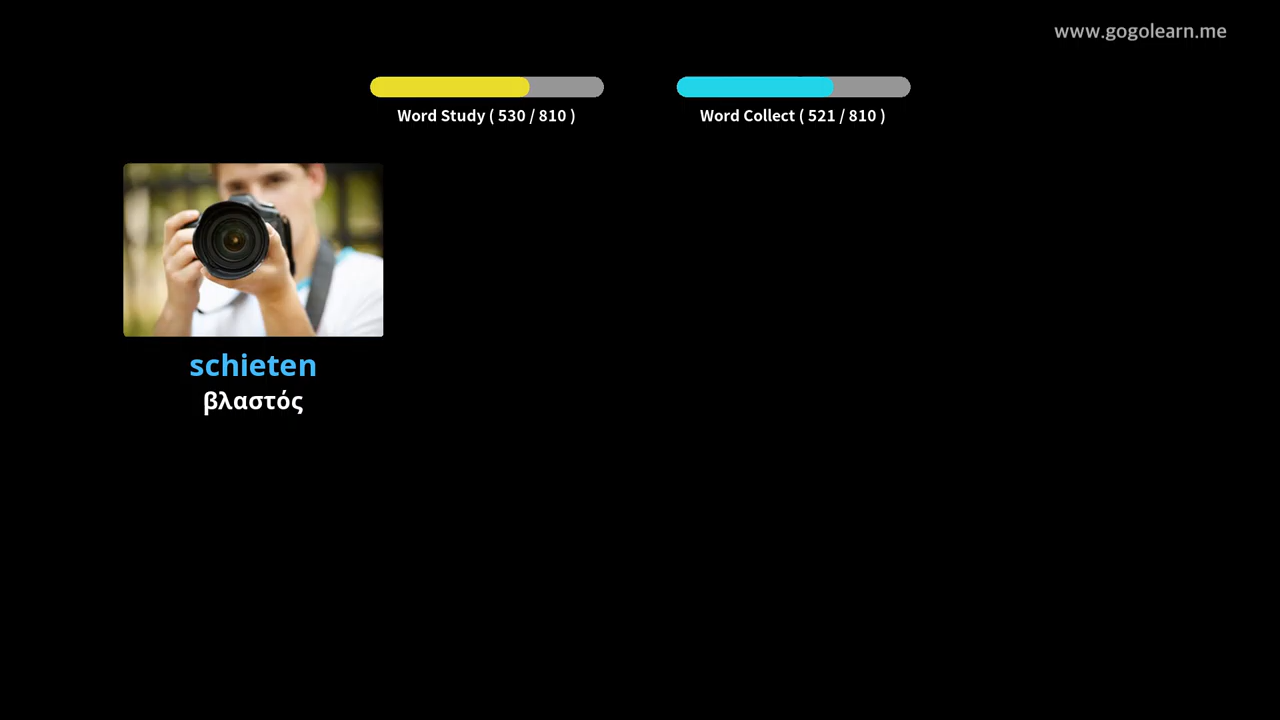 www.gogolearn.me
Word Study ( 530 / 810 )
Word Collect ( 521 / 810 )
schieten
βλαστός